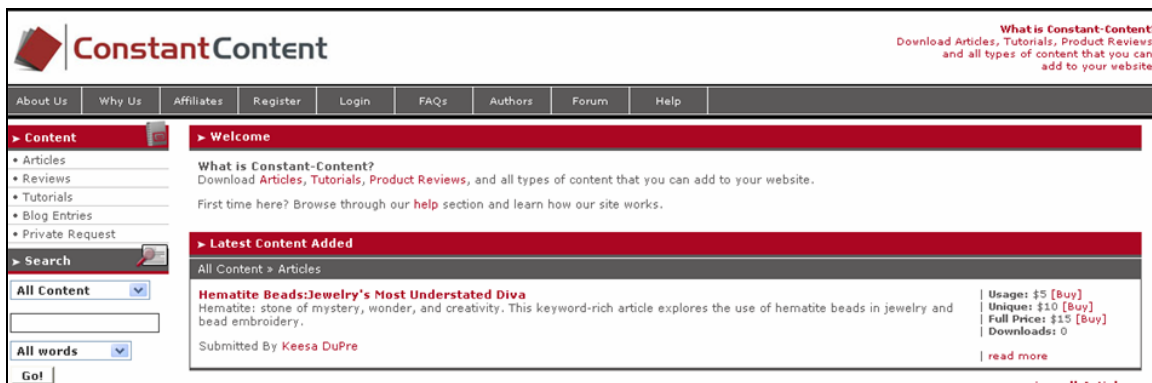 ConstantContent
What is Constant-Content?
Download Articles, Tutorials, Product Reviews
and all types of content that you can
add to your website
About Us Why Us Affiliates Register Login FAQs Authors Forum Help
► Content
• Articles
• Reviews
• Tutorials
• Blog Entries
• Private Request
► Search
All Content
All words
Go!
► Welcome
What is Constant-Content?
Download Articles, Tutorials, Product Reviews, and all types of content that you can add to your website.
First time here? Browse through our help section and learn how our site works.
► Latest Content Added
All Content » Articles
Hematite Beads:Jewelry's Most Understated Diva
Hematite: stone of mystery, wonder, and creativity. This keyword-rich article explores the use of hematite beads in jewelry and
bead embroidery.
Submitted By Keesa DuPre
| Usage: $5 [Buy]
| Unique: $10 [Buy]
| Full Price: $15 [Buy]
| Downloads: 0
| read more